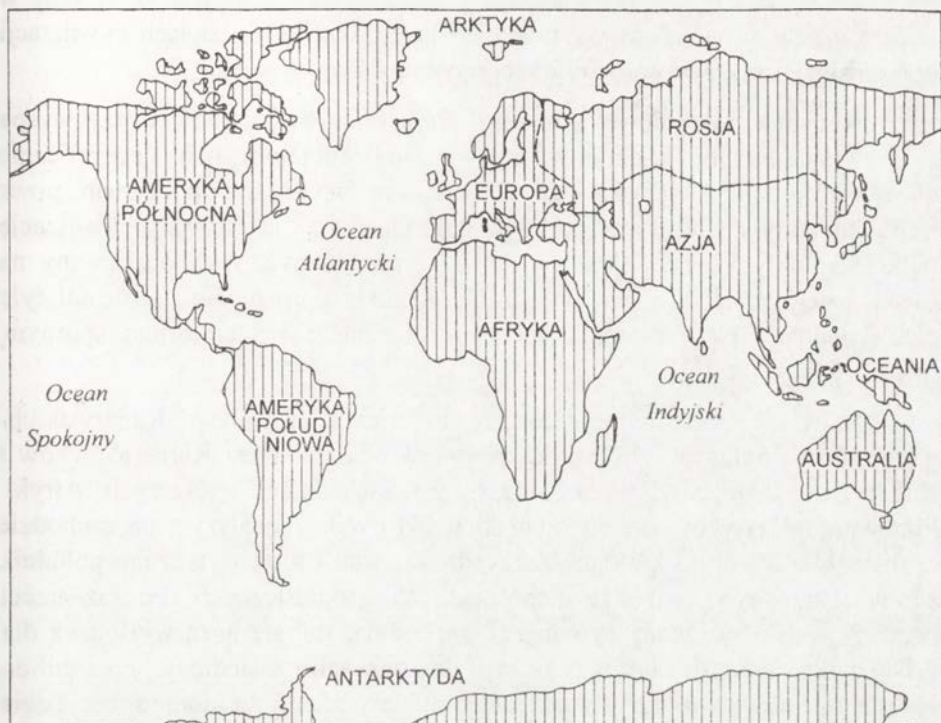 ARKTYKA
ROSJA
AMERYKA
PÓŁNOCNA
EUROPA
Ocean
Atlantycki
AZJA
AFRYKA
OCEANIA
Ocean
Indyjski
Ocean
Spokojny
AMERYKA
POŁUD
NIOWA
AUSTRALIA
ANTARKTYDA